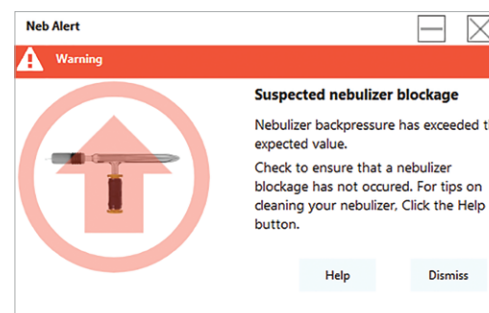 Neb Alert
Warning
Suspected nebulizer blockage
Nebulizer backpressure has exceeded
expected value.
Check to ensure that a nebulizer
blockage has not occured. For tips on
cleaning your nebulizer, Click the Help
button.
Help
Dismiss